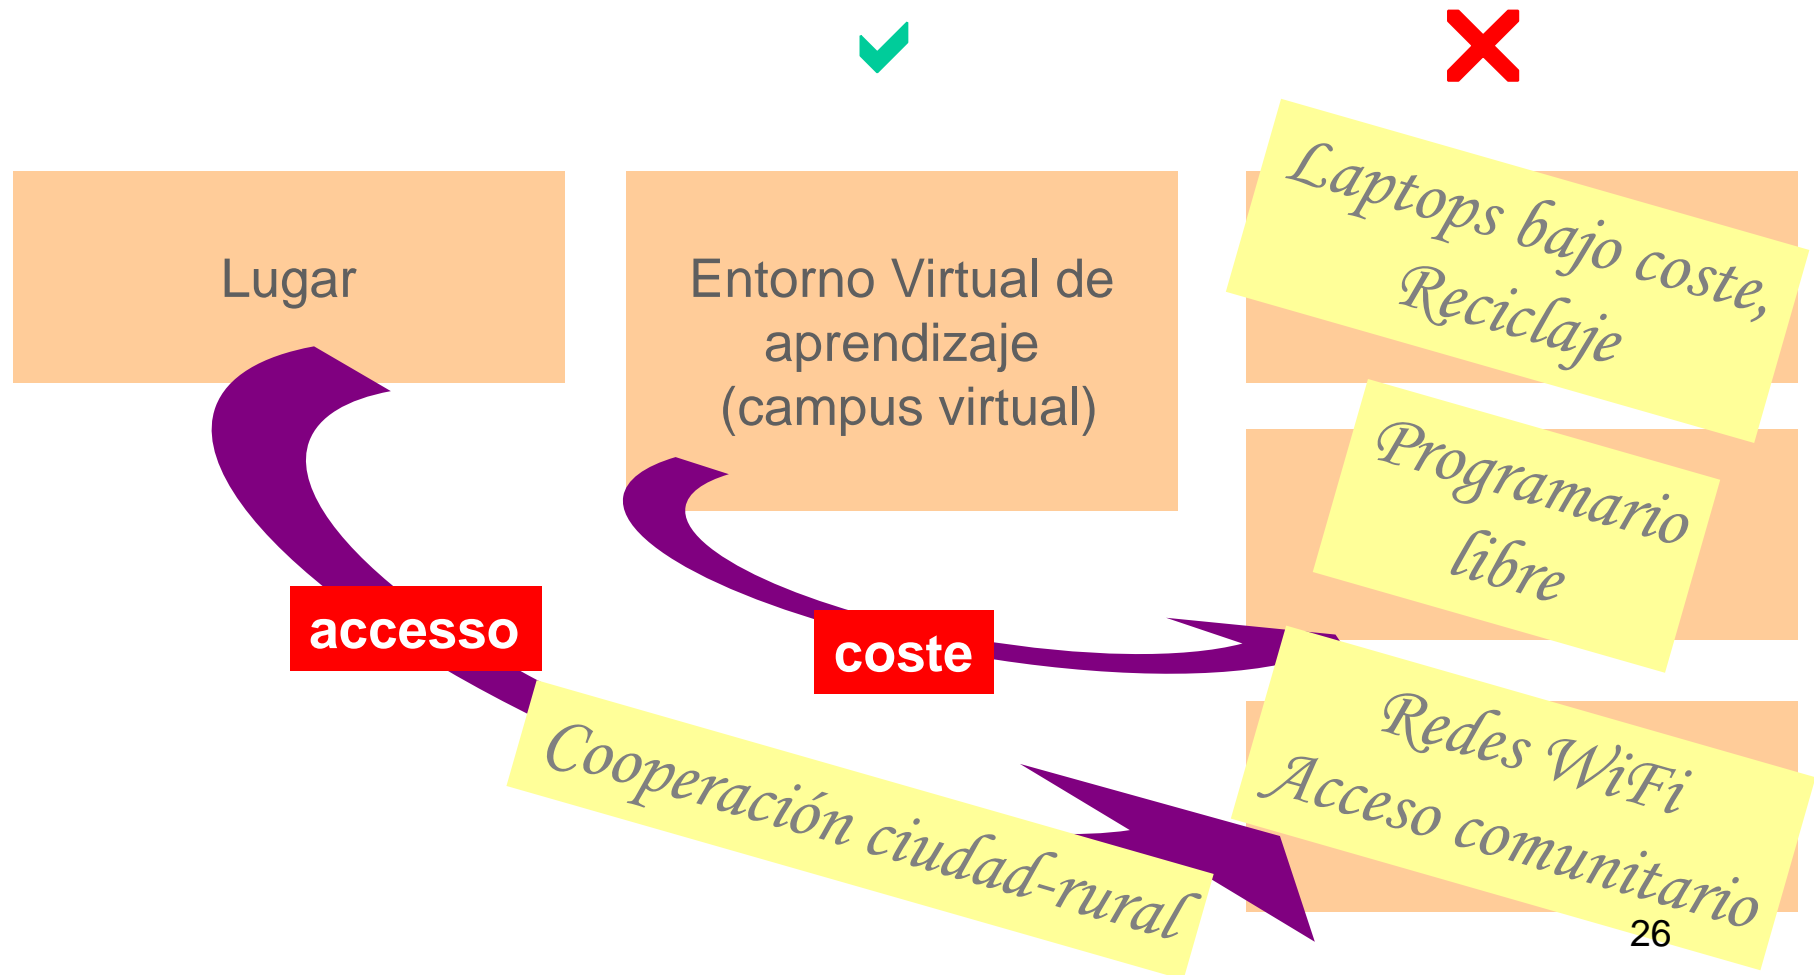 Lugar
Entorno Virtual de
aprendizaje
(campus virtual)
Laptops bajo coste,
Reciclaje
Programario
libre
accesso
coste
Redes WiFi
Acceso comunitario
Cooperación ciudad-rural
26